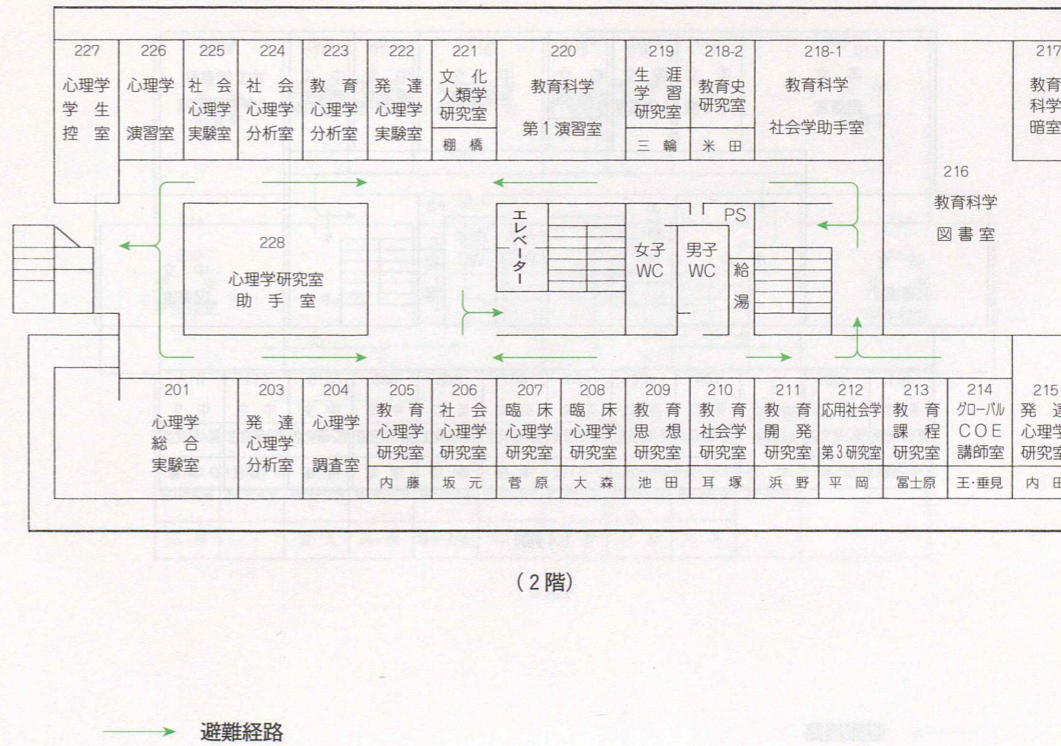 227
心理学
学生
控室
226
心理学
演習室
225
社会
心理学
実験室
224
社会
心理学
分析室
223
教育
心理学
分析室
222
発達
心理学
実験室
221
文化
人類学
研究室
棚橋
220
教育科学
第1演習室
219
生涯
学習
研究室
三輪
218-2
教育史
研究室
米田
218-1
教育科学
社会学助手室
217
教育
科学
暗室
216
教育科学
図書室
228
心理学研究室
助手室
エレベーター
女子
WC
男子
WC
PS
給湯
201
心理学
総合
実験室
203
発達
心理学
分析室
204
心理学
調査室
205
教育
心理学
研究室
内藤
206
社会
心理学
研究室
坂元
207
臨床
心理学
研究室
菅原
208
臨床
心理学
研究室
大森
209
教育
思想
研究室
池田
210
教育
社会学
研究室
耳塚
211
教育
開発
研究室
浜野
212
応用社会学
第3研究室
平岡
213
教育
課程
研究室
冨士原
214
グローバル
COE
講師室
王・垂見
215
発達
心理学
研究室
内田
(2階)
避難経路